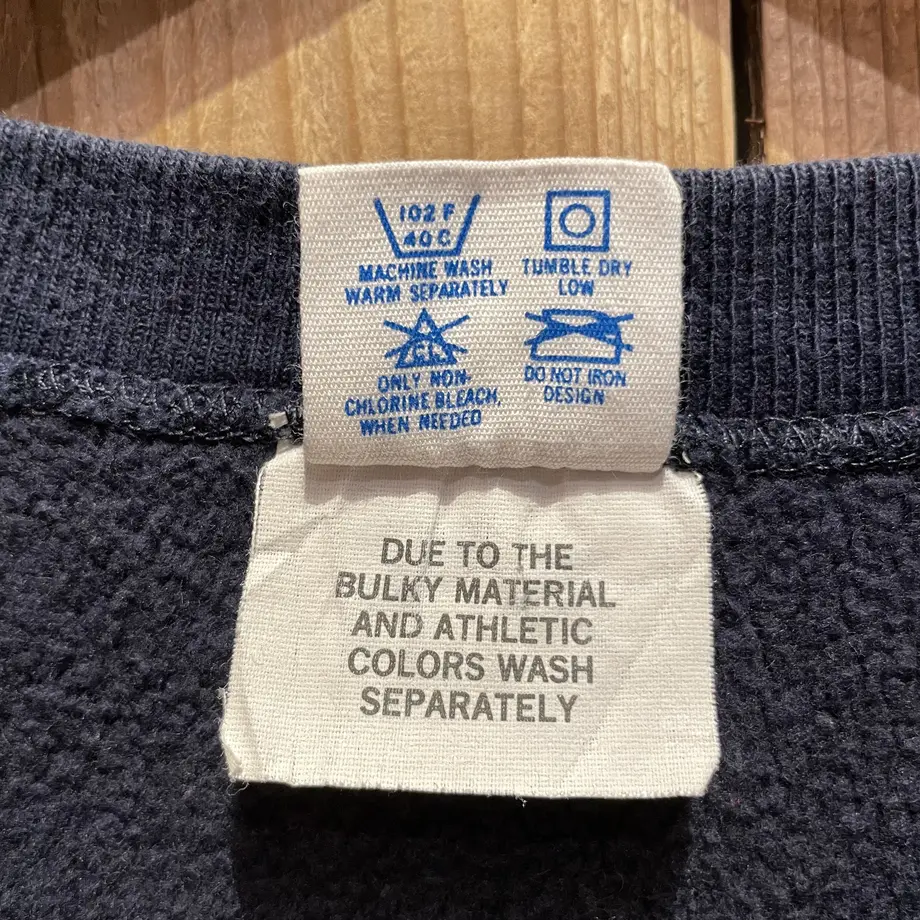 102 F
40 C
MACHINE WASH
WARM SEPARATELY
TUMBLE DRY
LOW
CL
ONLY NON-
CHLORINE BLEACH,
WHEN NEEDED
DO NOT IRON
DESIGN
DUE TO THE
BULKY MATERIAL
AND ATHLETIC
COLORS WASH
SEPARATELY